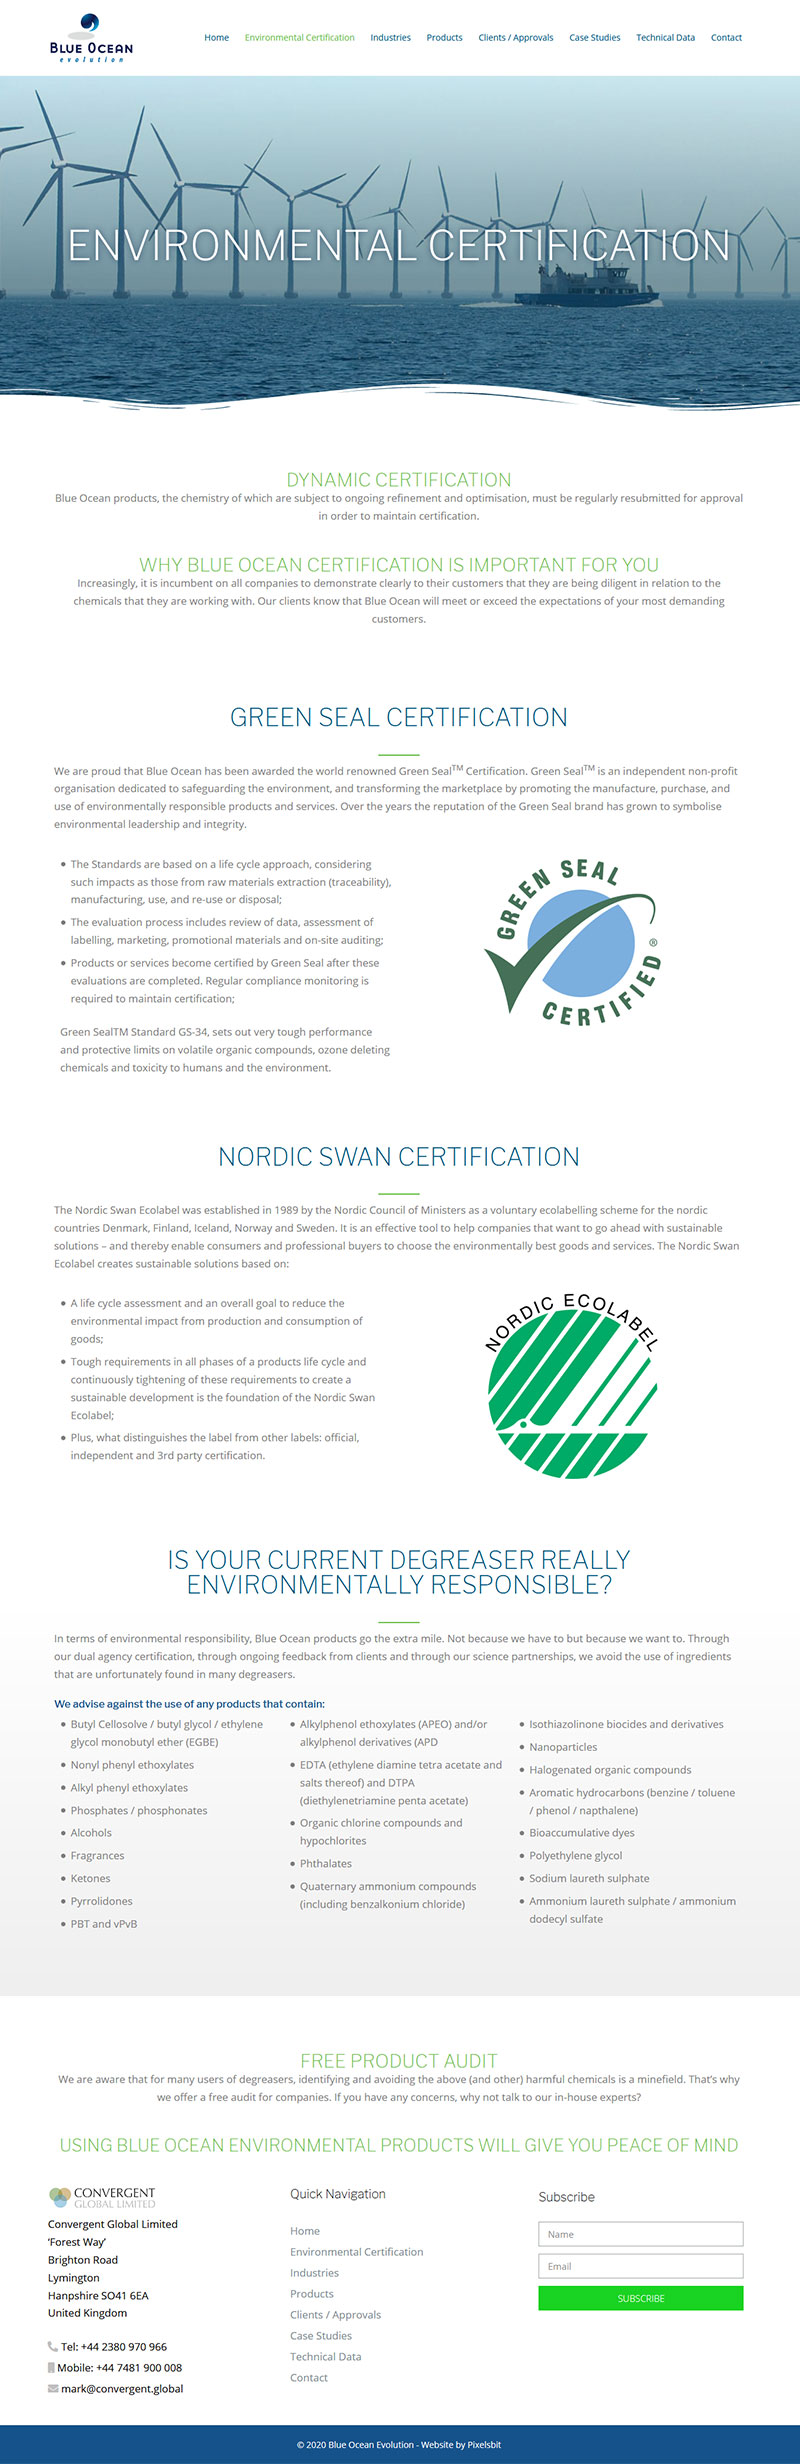 BLUE OCEAN
evolution
Home Environmental Certification Industries Products Clients / Approvals Case Studies Technical Data Contact
ENVIRONMENTAL CERTIFICATION
DYNAMIC CERTIFICATION
Blue Ocean products, the chemistry of which are subject to ongoing refinement and optimisation, must be regularly resubmitted for approval
in order to maintain certification.
WHY BLUE OCEAN CERTIFICATION IS IMPORTANT FOR YOU
Increasingly, it is incumbent on all companies to demonstrate clearly to their customers that they are being diligent in relation to the
chemicals that they are working with. Our clients know that Blue Ocean will meet or exceed the expectations of your most demanding
customers.
GREEN SEAL CERTIFICATION
We are proud that Blue Ocean has been awarded the world renowned Green Seal™ Certification. Green Seal™ is an independent non-profit
organisation dedicated to safeguarding the environment, and transforming the marketplace by promoting the manufacture, purchase, and
use of environmentally responsible products and services. Over the years the reputation of the Green Seal brand has grown to symbolise
environmental leadership and integrity.
• The Standards are based on a life cycle approach, considering
such impacts as those from raw materials extraction (traceability),
manufacturing, use, and re-use or disposal;
• The evaluation process includes review of data, assessment of
labelling, marketing, promotional materials and on-site auditing;
• Products or services become certified by Green Seal after these
evaluations are completed. Regular compliance monitoring is
required to maintain certification;
Green SealTM Standard GS-34, sets out very tough performance
and protective limits on volatile organic compounds, ozone deleting
chemicals and toxicity to humans and the environment.
GREEN SEAL
®
CERTIFIED
NORDIC SWAN CERTIFICATION
The Nordic Swan Ecolabel was established in 1989 by the Nordic Council of Ministers as a voluntary ecolabelling scheme for the nordic
countries Denmark, Finland, Iceland, Norway and Sweden. It is an effective tool to help companies that want to go ahead with sustainable
solutions – and thereby enable consumers and professional buyers to choose the environmentally best goods and services. The Nordic Swan
Ecolabel creates sustainable solutions based on:
• A life cycle assessment and an overall goal to reduce the
environmental impact from production and consumption of
goods;
• Tough requirements in all phases of a products life cycle and
continuously tightening of these requirements to create a
sustainable development is the foundation of the Nordic Swan
Ecolabel;
• Plus, what distinguishes the label from other labels: official,
independent and 3rd party certification.
NORDIC ECOLABEL
IS YOUR CURRENT DEGREASER REALLY
ENVIRONMENTALLY RESPONSIBLE?
In terms of environmental responsibility, Blue Ocean products go the extra mile. Not because we have to but because we want to. Through
our dual agency certification, through ongoing feedback from clients and through our science partnerships, we avoid the use of ingredients
that are unfortunately found in many degreasers.
We advise against the use of any products that contain:
• Butyl Cellosolve / butyl glycol / ethylene
glycol monobutyl ether (EGBE)
• Nonyl phenyl ethoxylates
• Alkyl phenyl ethoxylates
• Phosphates / phosphonates
• Alcohols
• Fragrances
• Ketones
• Pyrrolidones
• PBT and vPvB
• Alkylphenol ethoxylates (APEO) and/or
alkylphenol derivatives (APD
• EDTA (ethylene diamine tetra acetate and
salts thereof) and DTPA
(diethylenetriamine penta acetate)
• Organic chlorine compounds and
hypochlorites
• Phthalates
• Quaternary ammonium compounds
(including benzalkonium chloride)
• Isothiazolinone biocides and derivatives
• Nanoparticles
• Halogenated organic compounds
• Aromatic hydrocarbons (benzine / toluene
/ phenol / napthalene)
• Bioaccumulative dyes
• Polyethylene glycol
• Sodium laureth sulphate
• Ammonium laureth sulphate / ammonium
dodecyl sulfate
FREE PRODUCT AUDIT
We are aware that for many users of degreasers, identifying and avoiding the above (and other) harmful chemicals is a minefield. That's why
we offer a free audit for companies. If you have any concerns, why not talk to our in-house experts?
USING BLUE OCEAN ENVIRONMENTAL PRODUCTS WILL GIVE YOU PEACE OF MIND
CONVERGENT
GLOBAL LIMITED
Convergent Global Limited
‘Forest Way’
Brighton Road
Lymington
Hanpshire SO41 6EA
United Kingdom
Tel: +44 2380 970 966
Mobile: +44 7481 900 008
mark@convergent.global
Quick Navigation
Home
Environmental Certification
Industries
Products
Clients / Approvals
Case Studies
Technical Data
Contact
Subscribe
Name
Email
SUBSCRIBE
© 2020 Blue Ocean Evolution - Website by Pixelsbit